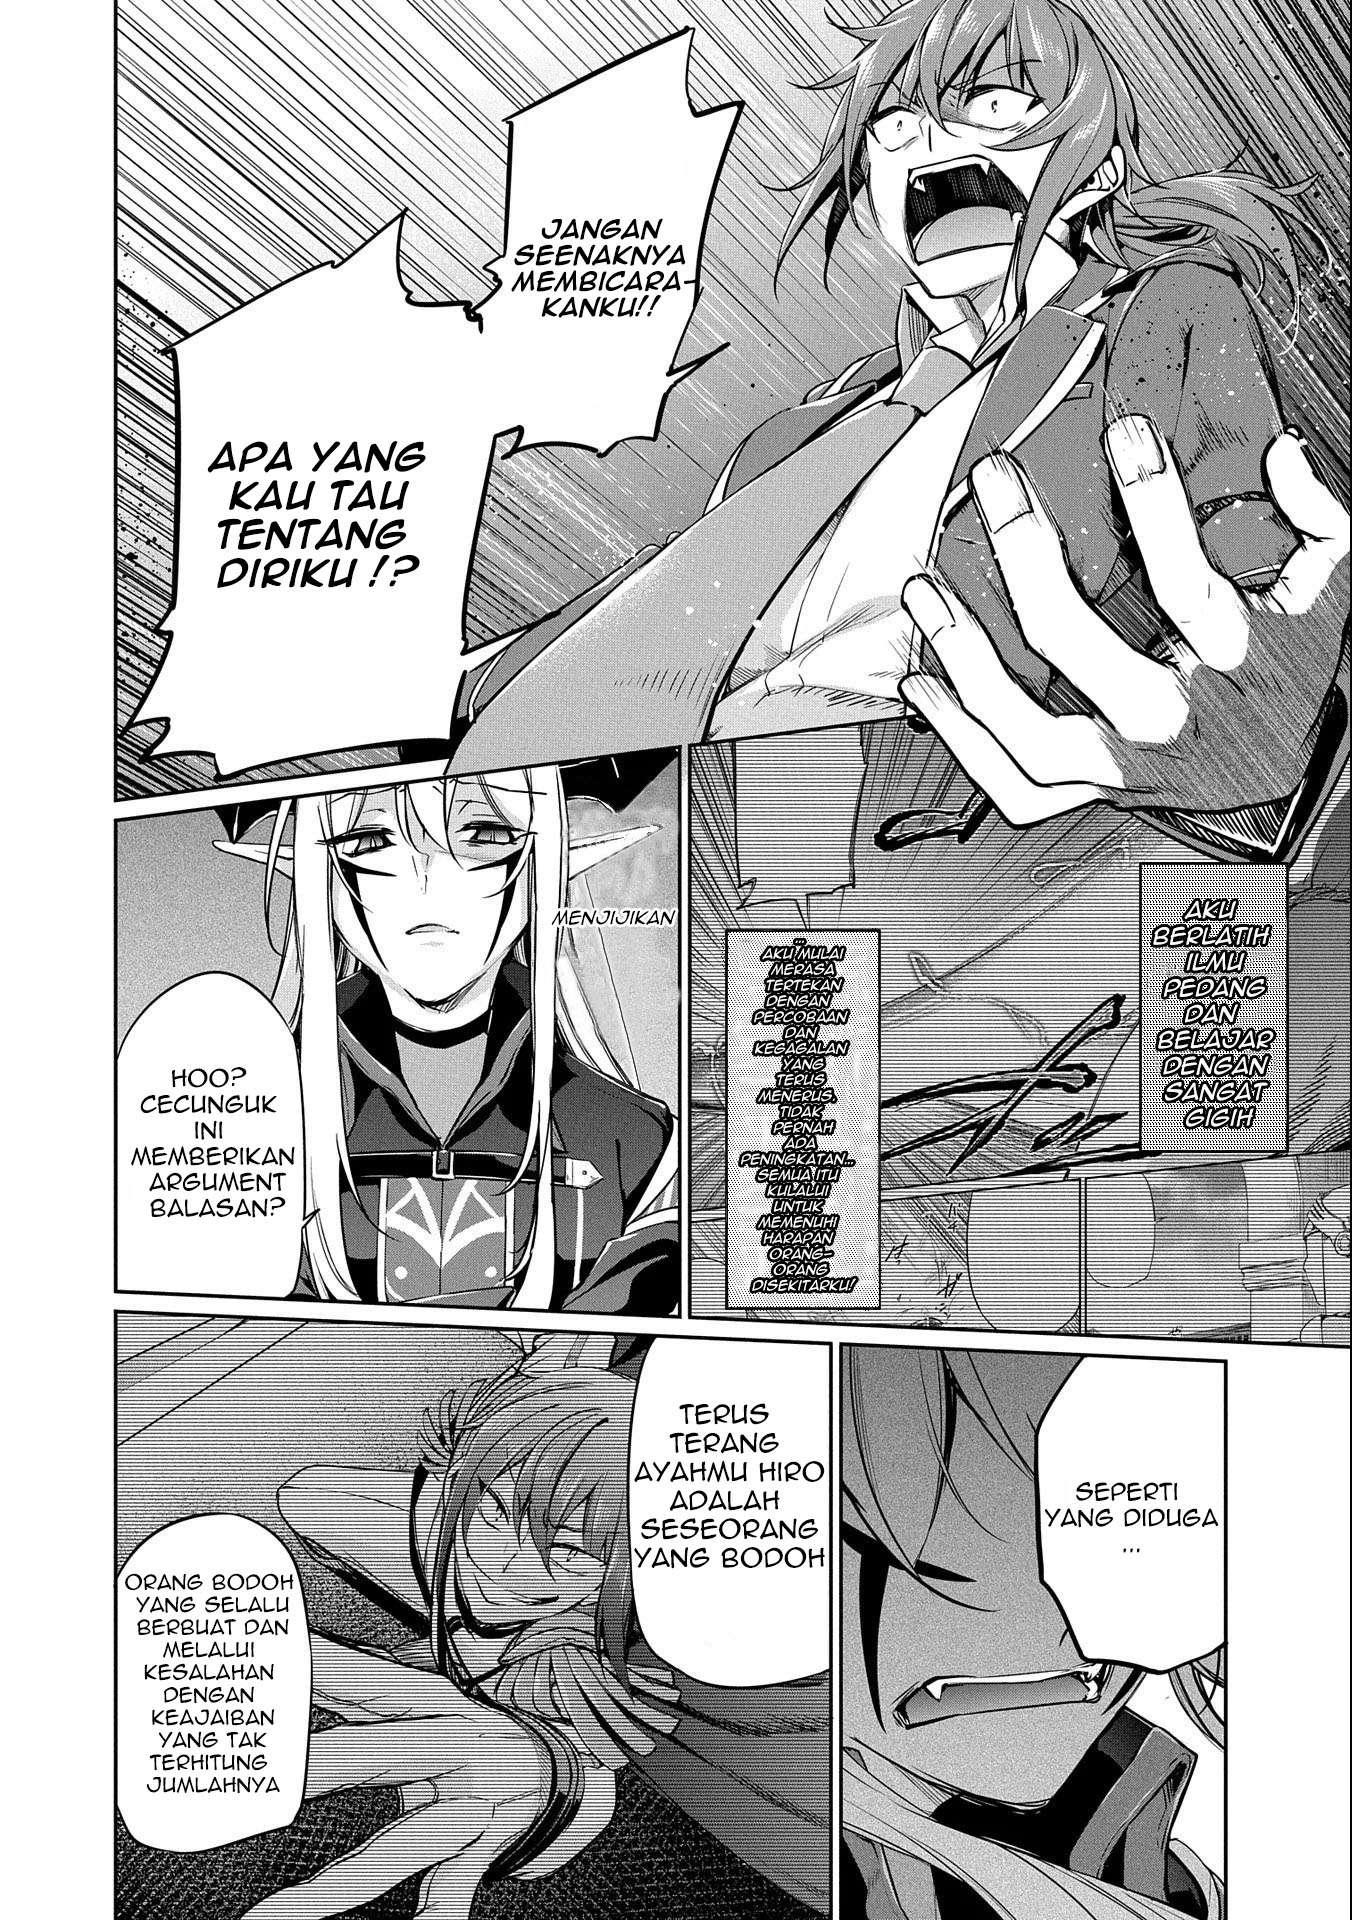 JANGAN
SEENAKNYA
MEMBICARA-
KANKU!!
APA YANG
KAU TAU
TENTANG
DIRIKU !?
AKU
BERLATIH
ILMU
PEDANG
DAN
BELAJAR
DENGAN
SANGAT
GIGIH
...
AKU MULAI
MERASA
TERTEKAN
DENGAN
PERCOBAAN
DAN
KEGAGALAN
YANG
TERUS
MENERUS.
TIDAK
PERNAH
ADA
PENINGKATAN...
SEMUA ITU
KULALUI
UNTUK
MEMENUHI
HARAPAN
ORANG-
ORANG
DISEKITARKU!
MENJIJIKAN
HOO?
CECUNGUK
INI
MEMBERIKAN
ARGUMENT
BALASAN?
SEPERTI
YANG DIDUGA
...
TERUS
TERANG
AYAHMU HIRO
ADALAH
SESEORANG
YANG BODOH
ORANG BODOH
YANG SELALU
BERBUAT DAN
MELALUI
KESALAHAN
DENGAN
KEAJAIBAN
YANG TAK
TERHITUNG
JUMLAHNYA